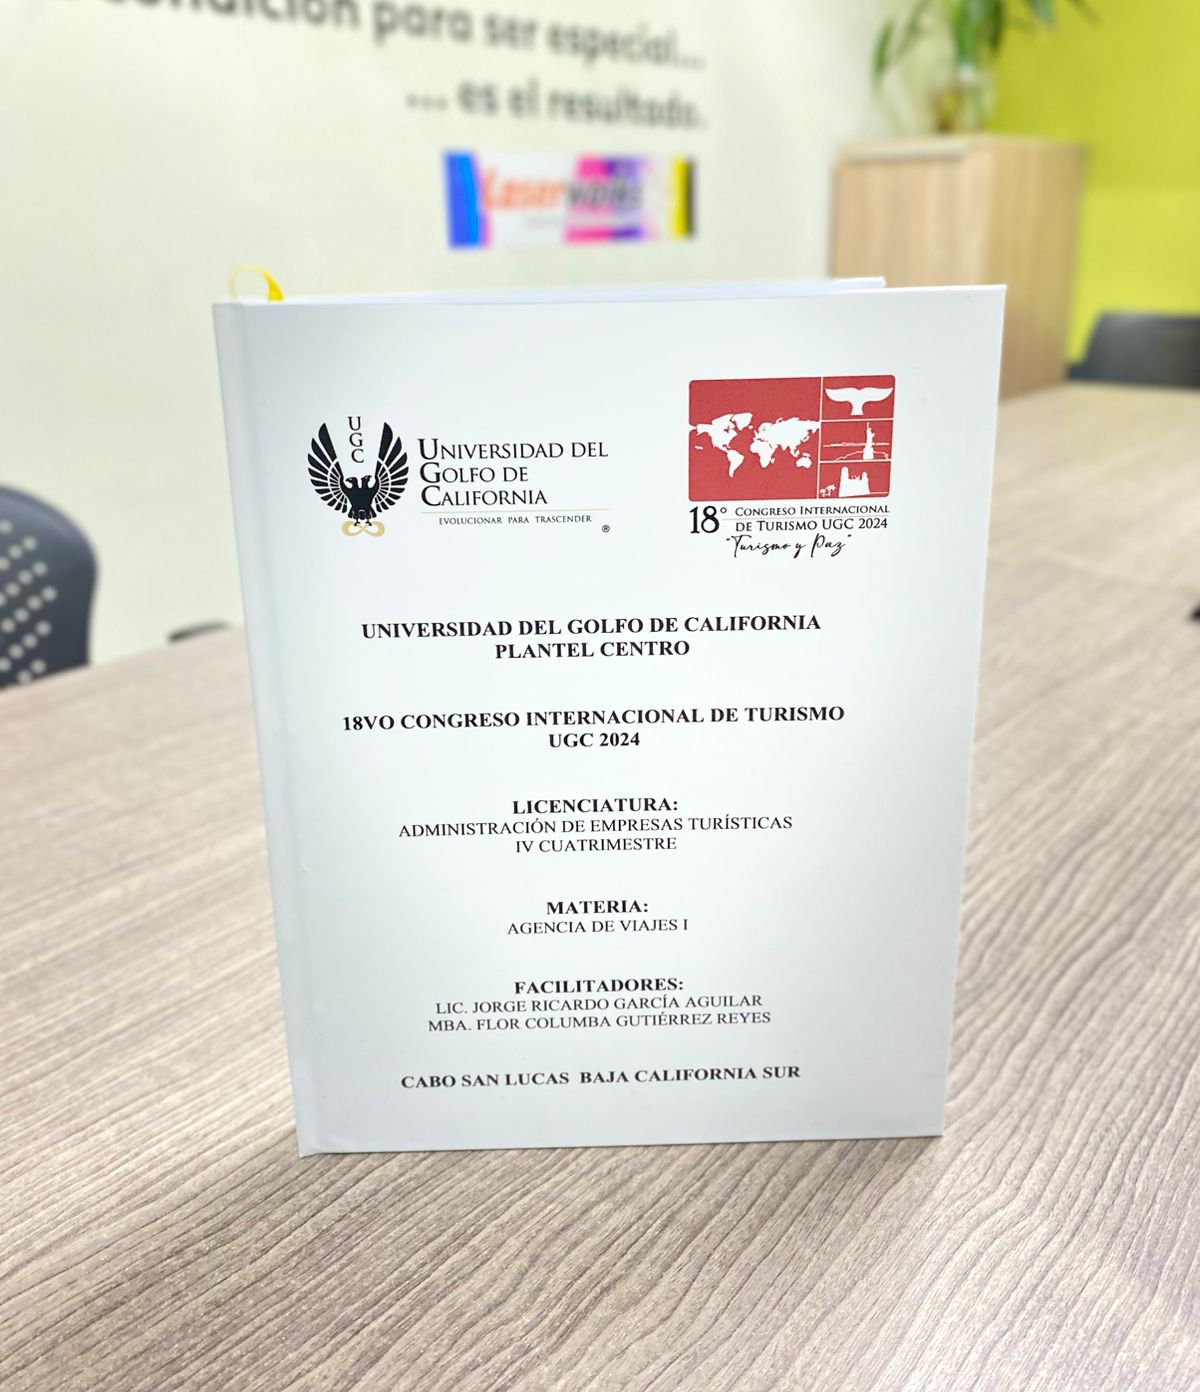 condición para ser especial...
... es el resultado.
Laser
UGC
UNIVERSIDAD DEL
GOLFO DE
CALIFORNIA
EVOLUCIONAR PARA TRASCENDER
®
18° CONGRESO INTERNACIONAL
DE TURISMO UGC 2024
"Turismo y Paz"
UNIVERSIDAD DEL GOLFO DE CALIFORNIA
PLANTEL CENTRO
18VO CONGRESO INTERNACIONAL DE TURISMO
UGC 2024
LICENCIATURA:
ADMINISTRACIÓN DE EMPRESAS TURÍSTICAS
IV CUATRIMESTRE
MATERIA:
AGENCIA DE VIAJES I
FACILITADORES:
LIC. JORGE RICARDO GARCÍA AGUILAR
MBA. FLOR COLUMBA GUTIÉRREZ REYES
CABO SAN LUCAS BAJA CALIFORNIA SUR